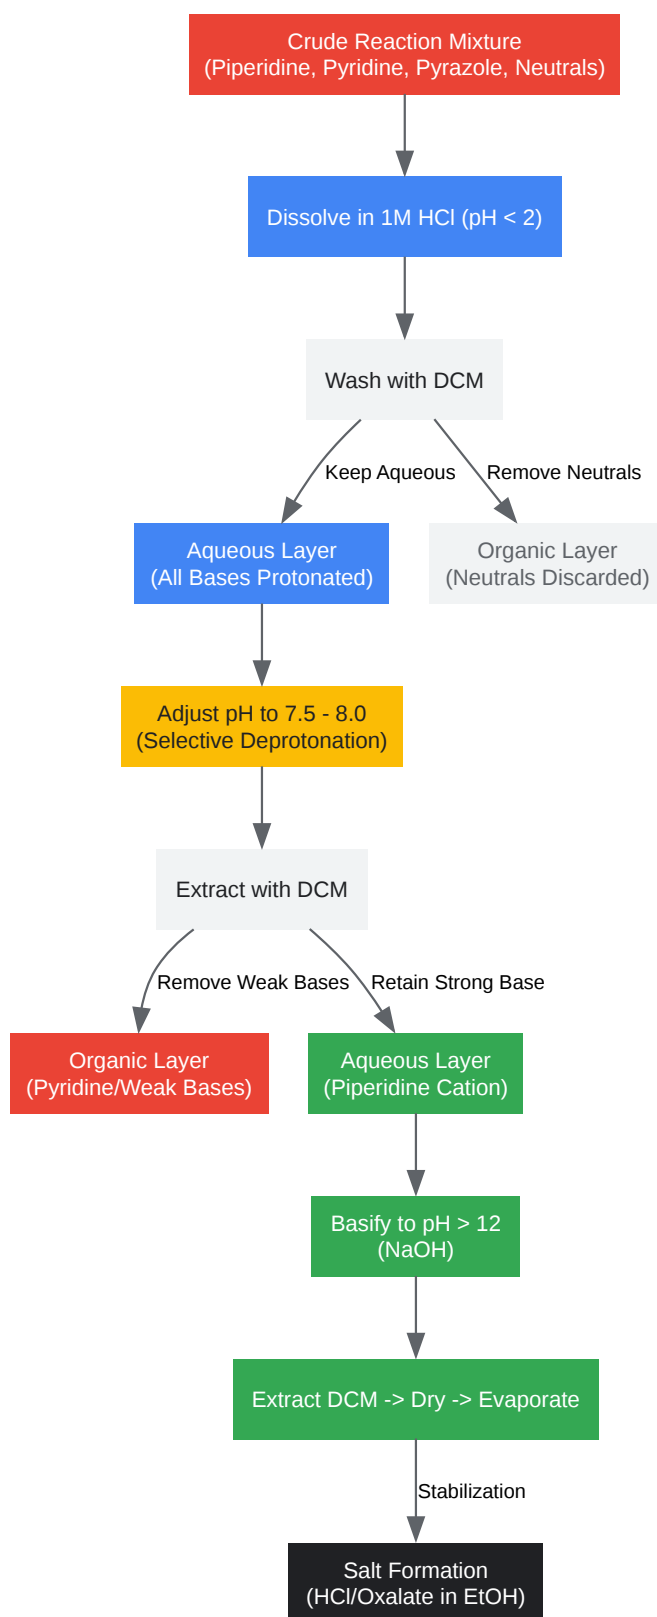 Crude Reaction Mixture
(Piperidine, Pyridine, Pyrazole, Neutrals)
Dissolve in 1M HCl (pH < 2)
Wash with DCM
Keep Aqueous
Remove Neutrals
Aqueous Layer
(All Bases Protonated)
Organic Layer
(Neutrals Discarded)
Adjust pH to 7.5 - 8.0
(Selective Deprotonation)
Extract with DCM
Remove Weak Bases
Retain Strong Base
Organic Layer
(Pyridine/Weak Bases)
Aqueous Layer
(Piperidine Cation)
Basify to pH > 12
(NaOH)
Extract DCM -> Dry -> Evaporate
Stabilization
Salt Formation
(HCl/Oxalate in EtOH)